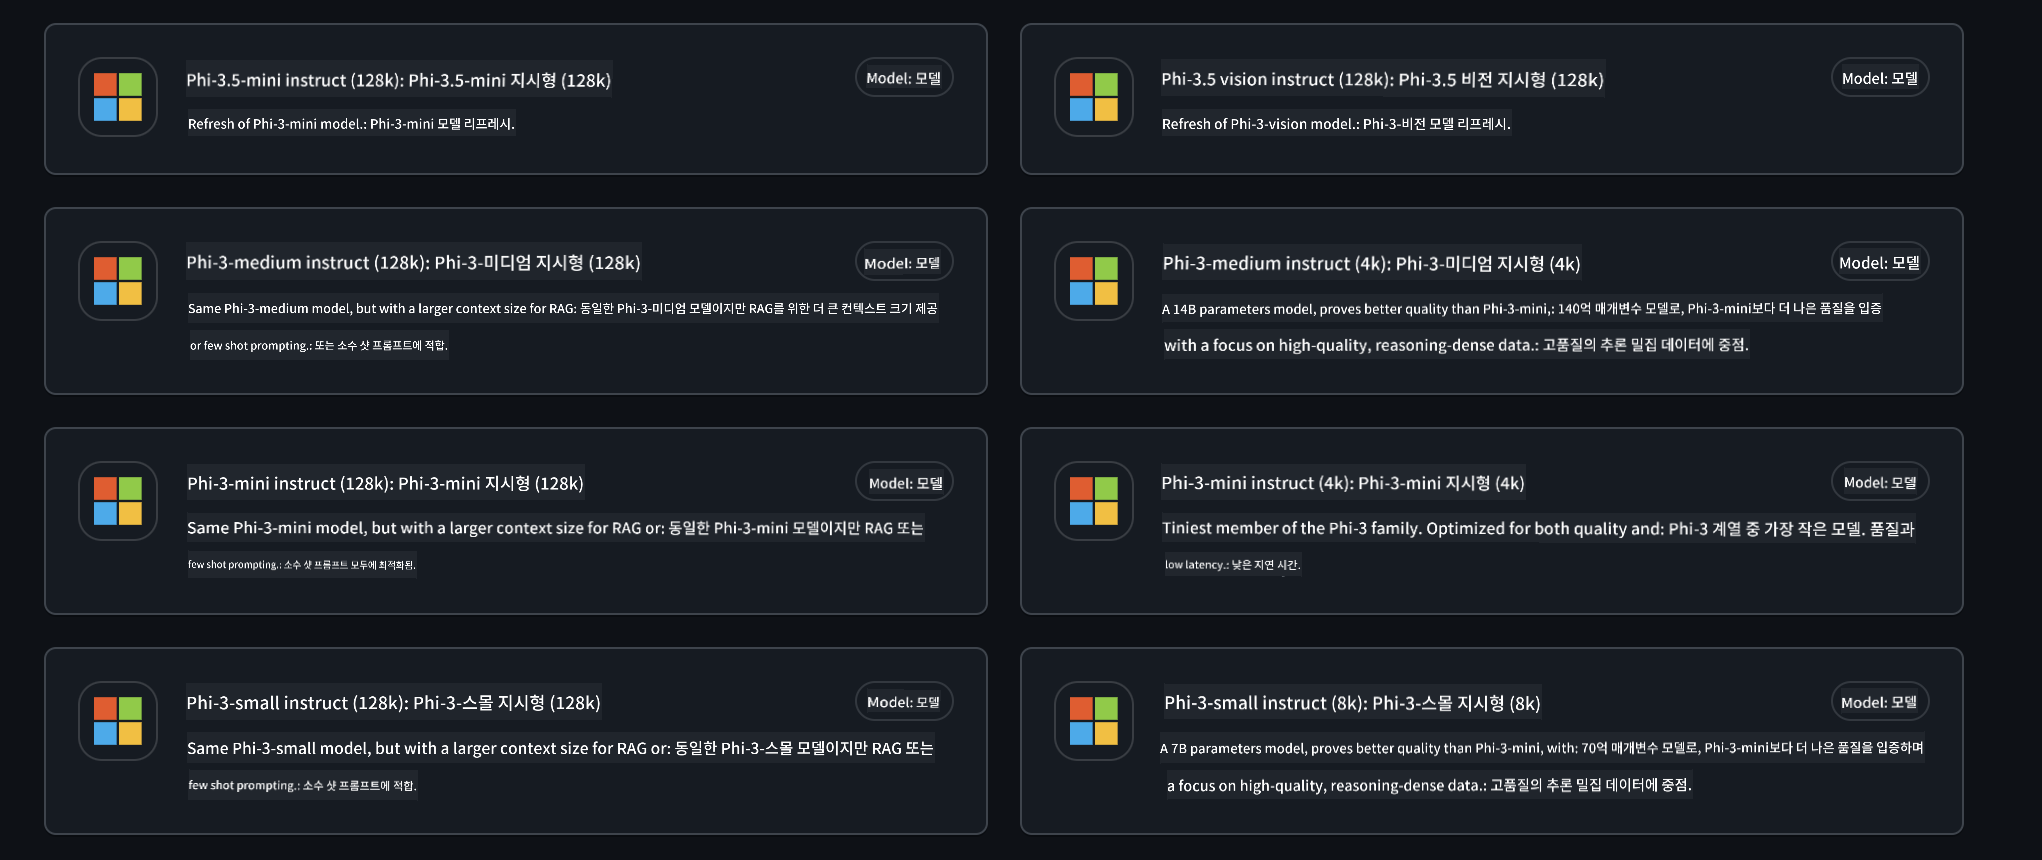 Phi-3.5-mini instruct (128k): Phi-3.5-mini 지시형 (128k)
Model: 모델
Refresh of Phi-3-mini model.: Phi-3-mini 모델 리프레시.
Phi-3.5 vision instruct (128k): Phi-3.5 비전 지시형 (128k)
Model: 모델
Refresh of Phi-3-vision model.: Phi-3-비전 모델 리프레시.
Phi-3-medium instruct (128k): Phi-3-미디엄 지시형 (128k)
Model: 모델
Same Phi-3-medium model, but with a larger context size for RAG: 동일한 Phi-3-미디엄 모델이지만 RAG를 위한 더 큰 컨텍스트 크기 제공
or few shot prompting.: 또는 소수 샷 프롬프트에 적합.
Phi-3-medium instruct (4k): Phi-3-미디엄 지시형 (4k)
Model: 모델
A 14B parameters model, proves better quality than Phi-3-mini,: 140억 매개변수 모델로, Phi-3-mini보다 더 나은 품질을 입증
with a focus on high-quality, reasoning-dense data.: 고품질의 추론 밀집 데이터에 중점.
Phi-3-mini instruct (128k): Phi-3-mini 지시형 (128k)
Model: 모델
Same Phi-3-mini model, but with a larger context size for RAG or: 동일한 Phi-3-mini 모델이지만 RAG 또는
few shot prompting.: 소수 샷 프롬프트 모두에 최적화됨.
Phi-3-mini instruct (4k): Phi-3-mini 지시형 (4k)
Model: 모델
Tiniest member of the Phi-3 family. Optimized for both quality and: Phi-3 계열 중 가장 작은 모델. 품질과
low latency.: 낮은 지연 시간.
Phi-3-small instruct (128k): Phi-3-스몰 지시형 (128k)
Model: 모델
Same Phi-3-small model, but with a larger context size for RAG or: 동일한 Phi-3-스몰 모델이지만 RAG 또는
few shot prompting.: 소수 샷 프롬프트에 적합.
Phi-3-small instruct (8k): Phi-3-스몰 지시형 (8k)
Model: 모델
A 7B parameters model, proves better quality than Phi-3-mini, with: 70억 매개변수 모델로, Phi-3-mini보다 더 나은 품질을 입증하며
a focus on high-quality, reasoning-dense data.: 고품질의 추론 밀집 데이터에 중점.